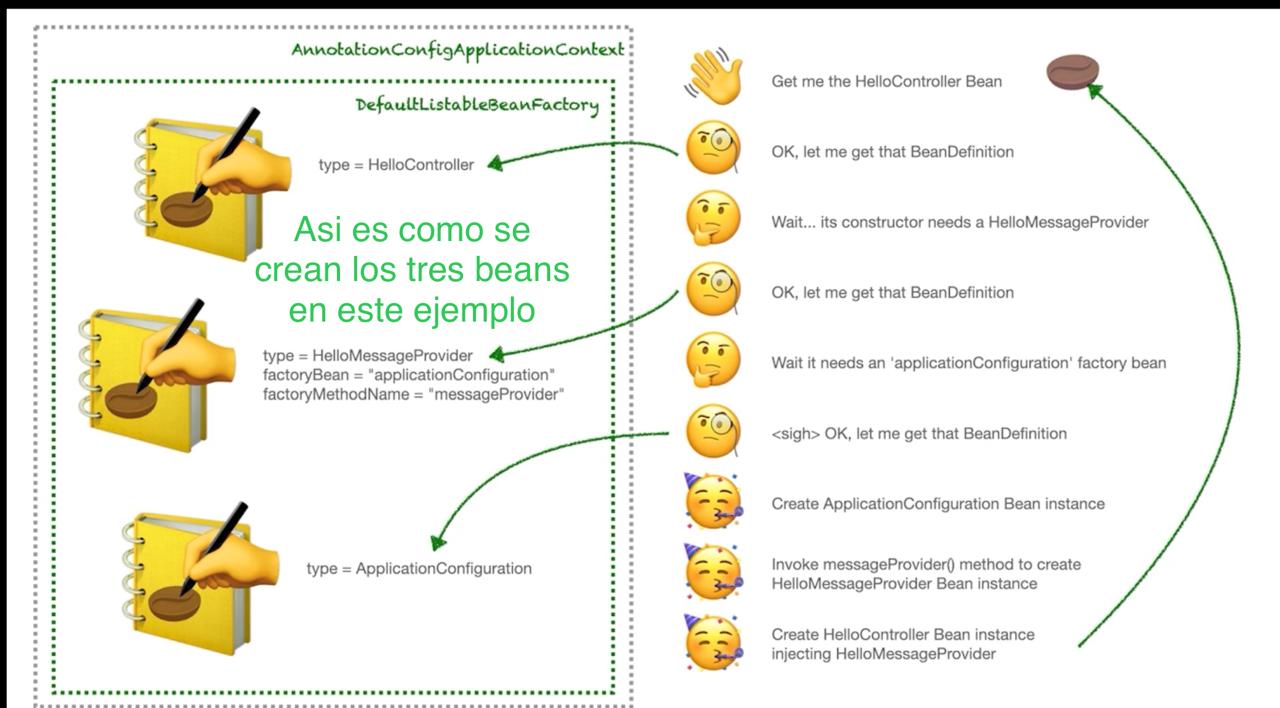 AnnotationConfigApplicationContext
DefaultListableBeanFactory
type = HelloController
Asi es como se
crean los tres beans
en este ejemplo
type = HelloMessageProvider
factoryBean = "applicationConfiguration"
factoryMethodName = "messageProvider"
type = ApplicationConfiguration
Get me the HelloController Bean
OK, let me get that BeanDefinition
Wait... its constructor needs a HelloMessageProvider
OK, let me get that BeanDefinition
Wait it needs an 'applicationConfiguration' factory bean
<sigh> OK, let me get that BeanDefinition
Create ApplicationConfiguration Bean instance
Invoke messageProvider() method to create
HelloMessageProvider Bean instance
Create HelloController Bean instance
injecting HelloMessageProvider